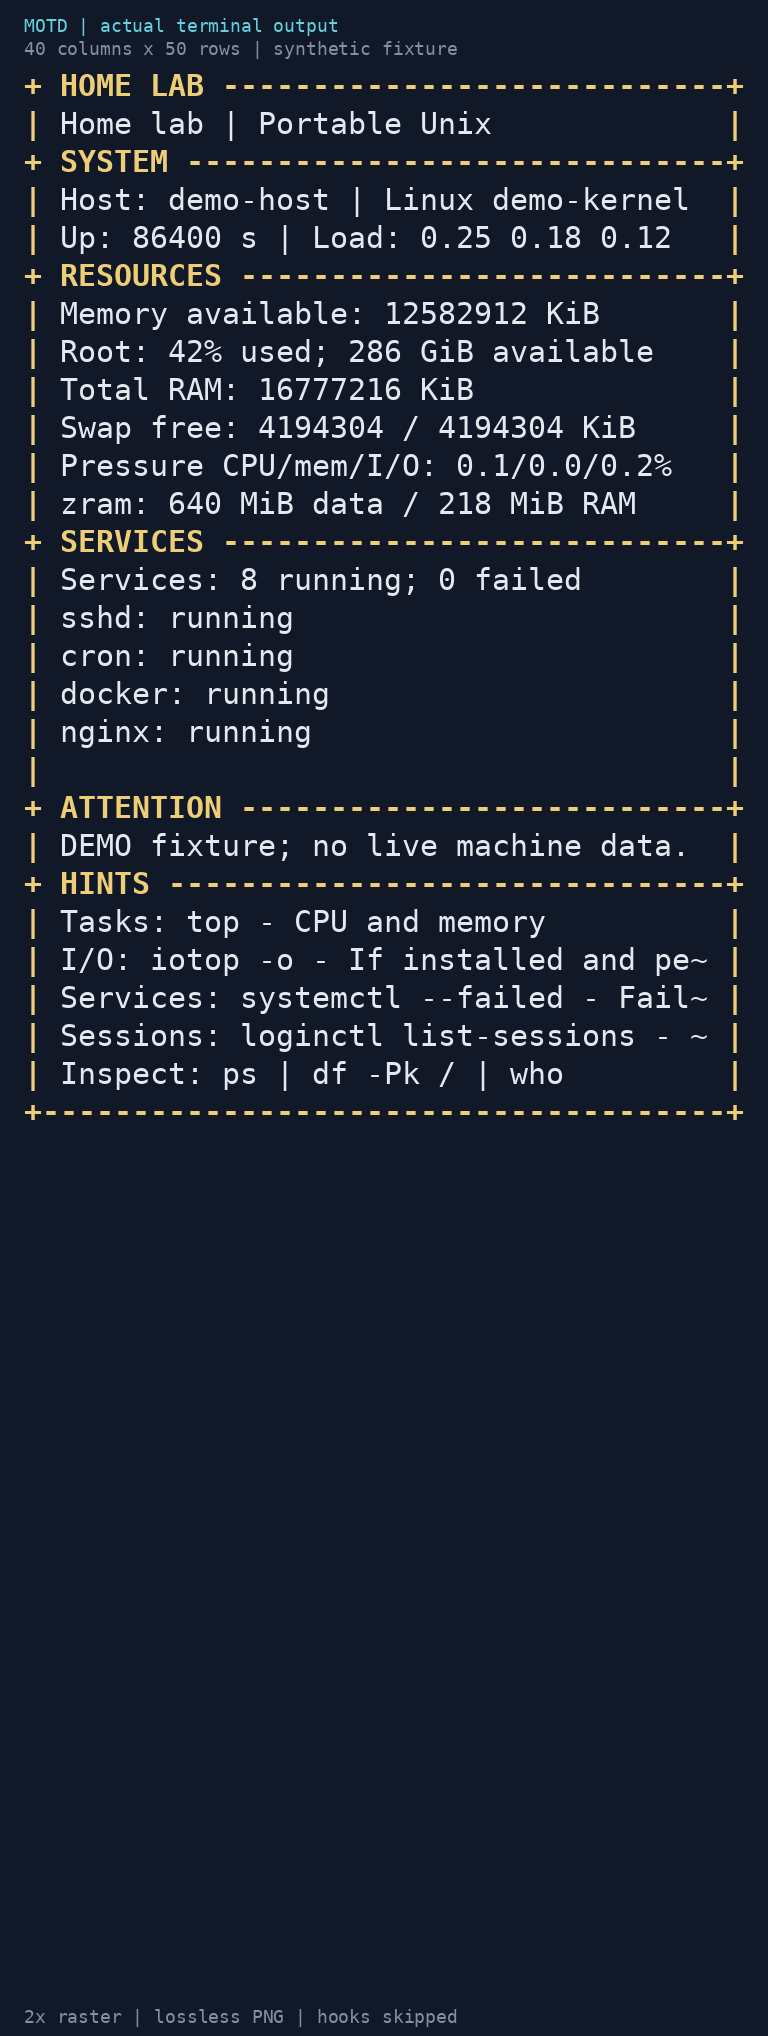 MOTD | actual terminal output
40 columns x 50 rows | synthetic fixture
+ HOME LAB ----------------------------+
| Home lab | Portable Unix             |
+ SYSTEM ------------------------------+
| Host: demo-host | Linux demo-kernel  |
| Up: 86400 s | Load: 0.25 0.18 0.12   |
+ RESOURCES ---------------------------+
| Memory available: 12582912 KiB       |
| Root: 42% used; 286 GiB available    |
| Total RAM: 16777216 KiB              |
| Swap free: 4194304 / 4194304 KiB     |
| Pressure CPU/mem/I/O: 0.1/0.0/0.2%   |
| zram: 640 MiB data / 218 MiB RAM     |
+ SERVICES ----------------------------+
| Services: 8 running; 0 failed        |
| sshd: running                        |
| cron: running                        |
| docker: running                      |
| nginx: running                       |
|                                      |
+ ATTENTION ---------------------------+
| DEMO fixture; no live machine data.  |
+ HINTS -------------------------------+
| Tasks: top - CPU and memory          |
| I/O: iotop -o - If installed and pe~ |
| Services: systemctl --failed - Fail~ |
| Sessions: loginctl list-sessions - ~ |
| Inspect: ps | df -Pk / | who         |
+--------------------------------------+
2x raster | lossless PNG | hooks skipped